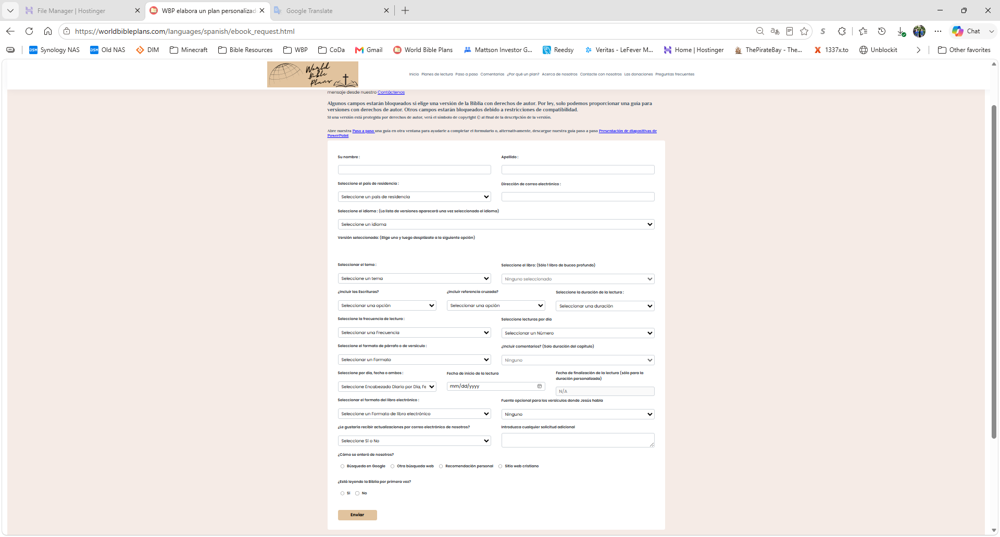 File Manager | Hostinger
WBP elabora un plan personalizad
Google Translate
https://worldbibleplans.com/languages/spanish/ebook_request.html
Chat
Synology NAS
Old NAS
DIM
Minecraft
Bible Resources
WBP
CoDa
Gmail
World Bible Plans
Mattson Investor G...
Reedsy
Veritas - LeFever M...
Home | Hostinger
ThePirateBay - The...
1337x.to
Unblockit
Other favorites
World
Bible
Plans
Inicio Planes de lectura Paso a paso Comentarios ¿Por qué un plan? Acerca de nosotros Contacte con nosotros Las donaciones Preguntas frecuentes
mensaje desde nuestro Contáctenos
Algunos campos estarán bloqueados si elige una versión de la Biblia con derechos de autor. Por ley, solo podemos proporcionar una guía para
versiones con derechos de autor. Otros campos estarán bloqueados debido a restricciones de compatibilidad.
Si una versión está protegida por derechos de autor, verá el símbolo de copyright © al final de la descripción de la versión.
Abre nuestra Paso a paso una guía en otra ventana para ayudarle a completar el formulario o, alternativamente, descargue nuestra guía paso a paso Presentación de diapositivas de
PowerPoint
Su nombre :
Apellido :
Seleccione el país de residencia :
Dirección de correo electrónico :
Seleccione un país de residencia
Seleccione el idioma : (La lista de versiones aparecerá una vez seleccionado el idioma)
Seleccione un idioma
Versión seleccionada: (Elige uno y luego desplázate a la siguiente opción)
Seleccionar el tema :
Seleccione el libro: (Sólo 1 libro de buceo profundo)
Seleccione un tema
Ninguno seleccionado
¿Incluir las Escrituras?
¿Incluir referencia cruzada?
Seleccione la duración de la lectura :
Seleccionar una opción
Seleccionar una opción
Seleccionar una duración
Seleccione la frecuencia de lectura :
Seleccione lecturas por día
Seleccionar una Frecuencia
Seleccionar un Número
Seleccione el formato de párrafo o de versículo :
¿Incluir comentarios? (Solo duración del capítulo)
Seleccionar un Formato
Ninguno
Seleccione por día, fecha o ambos :
Fecha de inicio de la lectura
Fecha de finalización de la lectura (sólo para la
duración personalizada)
Seleccione Encabezado Diario por Día, Fe
mm/dd/yyyy
N/A
Seleccionar el formato del libro electrónico :
Fuente opcional para los versículos donde Jesús habla
Seleccione un Formato de libro electrónico
Ninguno
¿Le gustaría recibir actualizaciones por correo electrónico de nosotros?
Introduzca cualquier solicitud adicional
Seleccione Sí o No
¿Cómo se enteró de nosotros?
Búsqueda en Google
Otra búsqueda web
Recomendación personal
Sitio web cristiano
¿Está leyendo la Biblia por primera vez?
Sí
No
Enviar